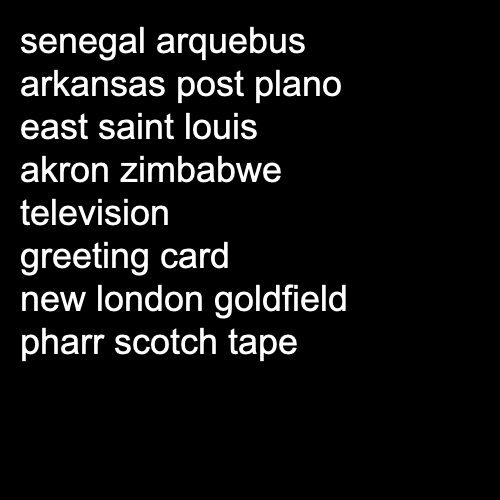 senegal arquebus
arkansas post plano
east saint louis
akron zimbabwe
television
greeting card
new london goldfield
pharr scotch tape